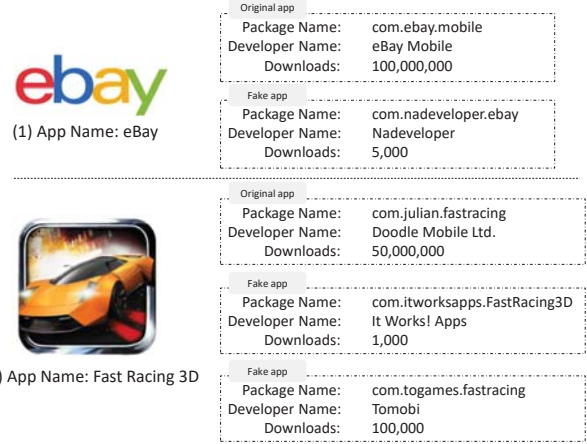 Original app
Package Name: com.ebay.mobile
Developer Name: eBay Mobile
Downloads: 100,000,000
ebay
(1) App Name: eBay
Fake app
Package Name: com.nadeveloper.ebay
Developer Name: Nadeveloper
Downloads: 5,000
Original app
Package Name: com.julian.fastracing
Developer Name: Doodle Mobile Ltd.
Downloads: 50,000,000
Fake app
Package Name: com.itworksapps.FastRacing3D
Developer Name: It Works! Apps
Downloads: 1,000
) App Name: Fast Racing 3D
Fake app
Package Name: com.togames.fastracing
Developer Name: Tomobi
Downloads: 100,000